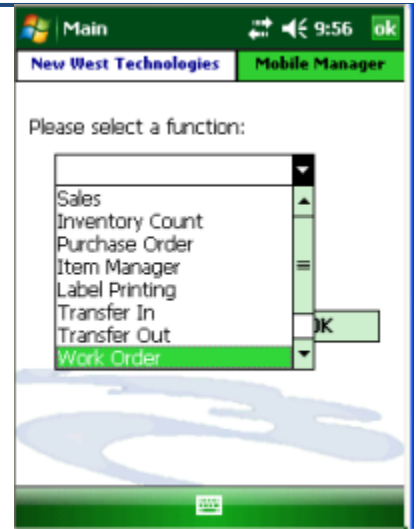 Main 9:56 ok
New West Technologies Mobile Manager
Please select a function:
Sales
Inventory Count
Purchase Order
Item Manager
Label Printing
Transfer In
Transfer Out
Work Order